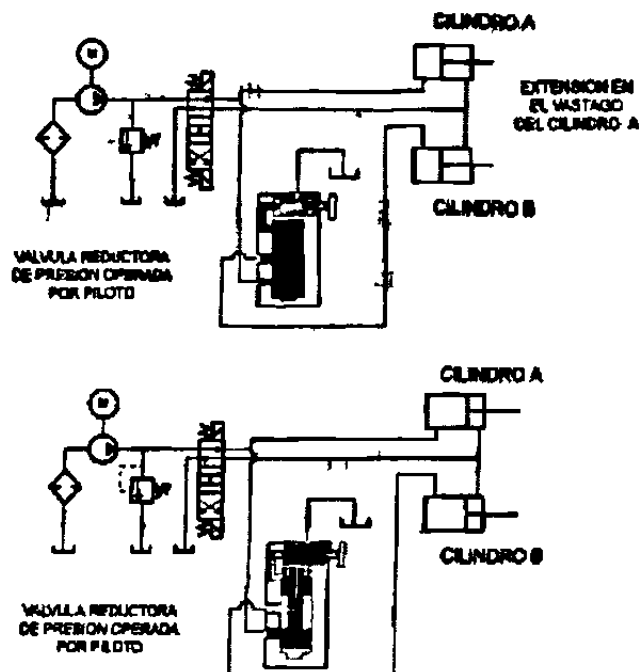 CILINDRO A
M
EXTENSION EN
EL VASTAGO
DEL CILINDRO A
CILINDRO B
VALVULA REDUCTORA
DE PRESION OPERADA
POR PILOTO
CILINDRO A
M
CILINDRO B
VALVULA REDUCTORA
DE PRESION OPERADA
POR PILOTO